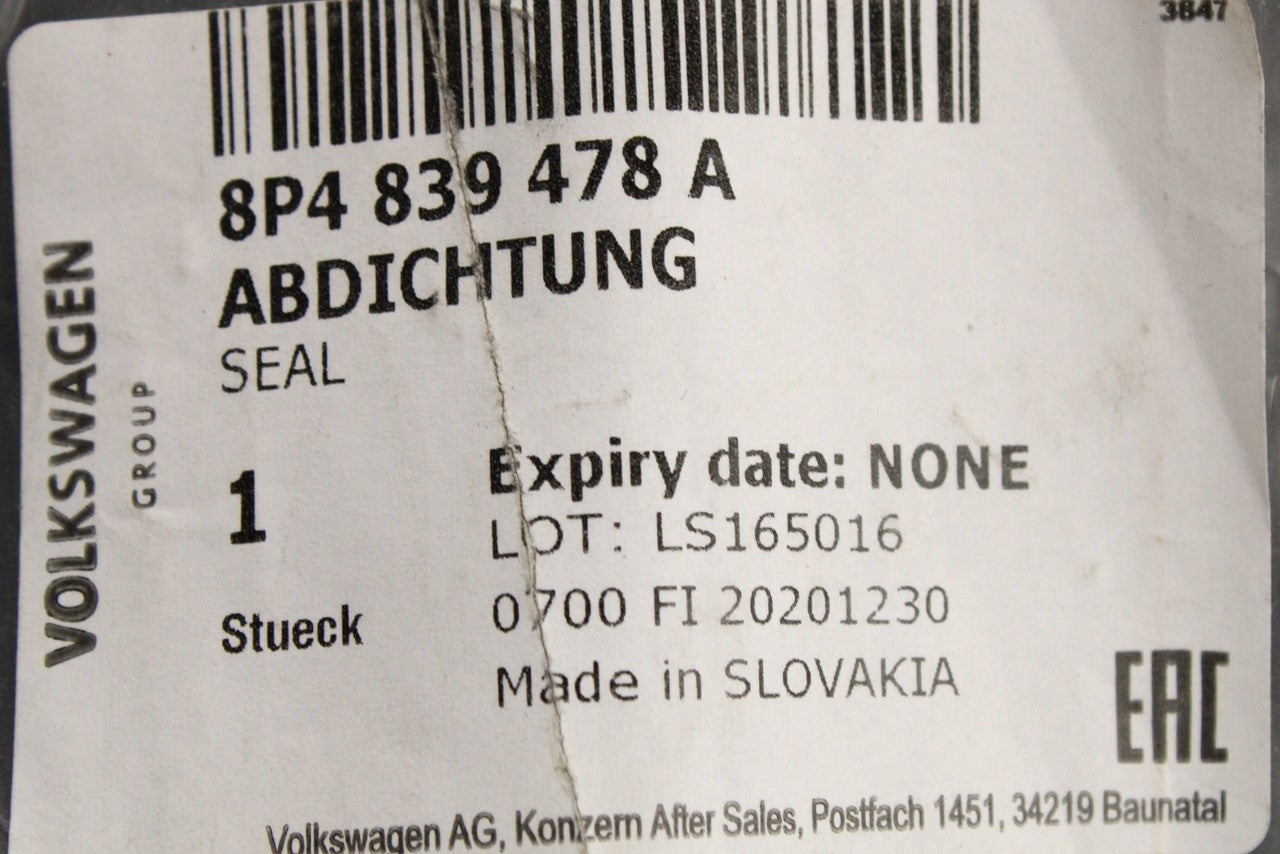 3847
8P4 839 478 A
ABDICHTUNG
SEAL
VOLKSWAGEN
GROUP
1
Stueck
Expiry date: NONE
LOT: LS165016
0700 FI 20201230
Made in SLOVAKIA
EAC
Volkswagen AG, Konzern After Sales, Postfach 1451, 34219 Baunatal